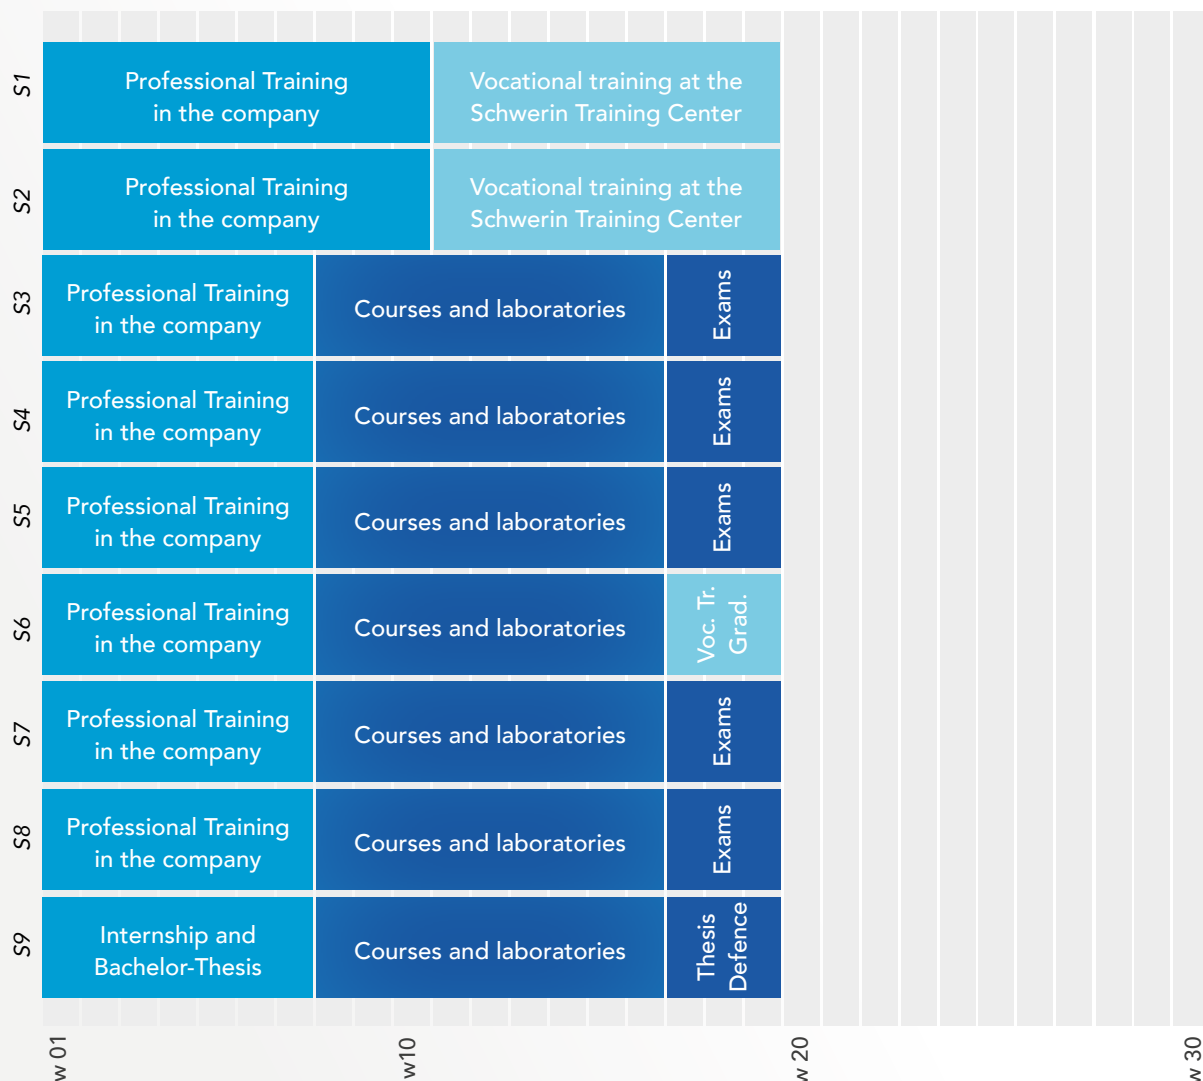 S1
Professional Training
in the company
Vocational training at the
Schwerin Training Center
S2
Professional Training
in the company
Vocational training at the
Schwerin Training Center
S3
Professional Training
in the company
Courses and laboratories
Exams
S4
Professional Training
in the company
Courses and laboratories
Exams
S5
Professional Training
in the company
Courses and laboratories
Exams
S6
Professional Training
in the company
Courses and laboratories
Voc. Tr.
Grad.
S7
Professional Training
in the company
Courses and laboratories
Exams
S8
Professional Training
in the company
Courses and laboratories
Exams
S9
Internship and
Bachelor-Thesis
Courses and laboratories
Thesis
Defence
w 01
w10
w 20
w 30